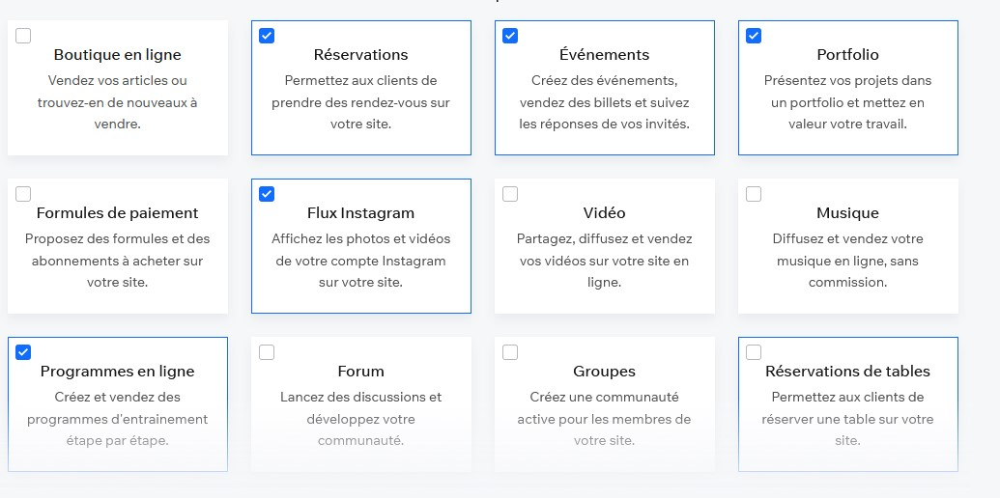 Boutique en ligne
Vendez vos articles ou
trouvez-en de nouveaux à
vendre.
Réservations
Permettez aux clients de
prendre des rendez-vous sur
votre site.
Événements
Créez des événements,
vendez des billets et suivez
les réponses de vos invités.
Portfolio
Présentez vos projets dans
un portfolio et mettez en
valeur votre travail.
Formules de paiement
Proposez des formules et des
abonnements à acheter sur
votre site.
Flux Instagram
Affichez les photos et vidéos
de votre compte Instagram
sur votre site.
Vidéo
Partagez, diffusez et vendez
vos vidéos sur votre site en
ligne.
Musique
Diffusez et vendez votre
musique en ligne, sans
commission.
Programmes en ligne
Créez et vendez des
programmes d'entrainement
étape par étape.
Forum
Lancez des discussions et
développez votre
communauté.
Groupes
Créez une communauté
active pour les membres de
votre site.
Réservations de tables
Permettez aux clients de
réserver une table sur votre
site.